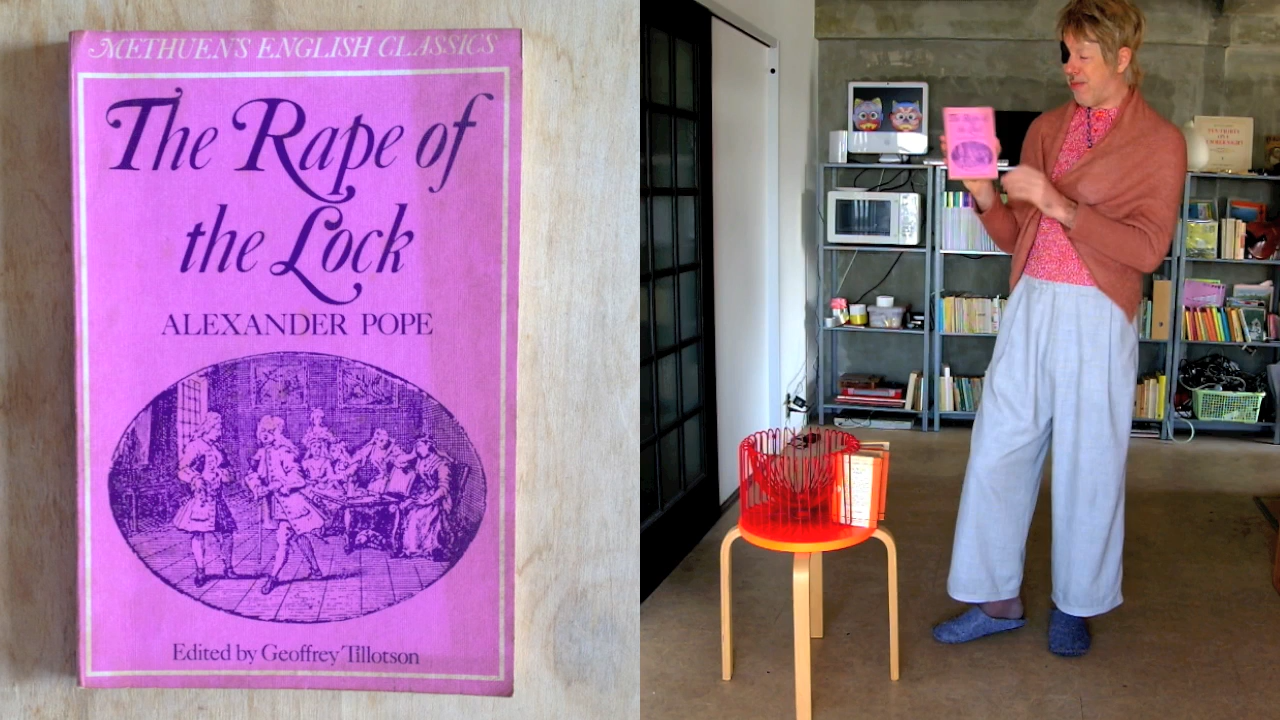 METHUEN'S ENGLISH CLASSICS
The Rape of
the Lock
ALEXANDER POPE
Edited by Geoffrey Tillotson